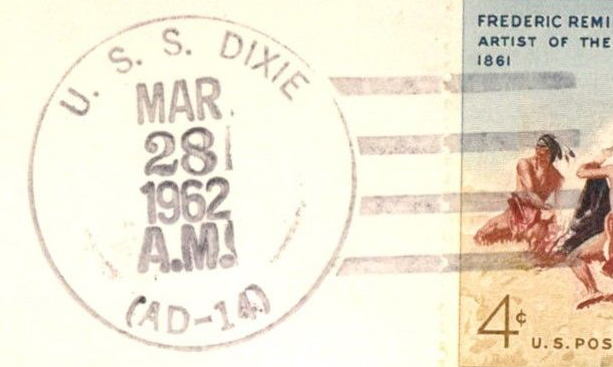 U. S. S. DIXIE
MAR
28
1962
A.M.
(AD-14)
FREDERIC REMI
ARTIST OF THE
1861
4¢
U.S. POS